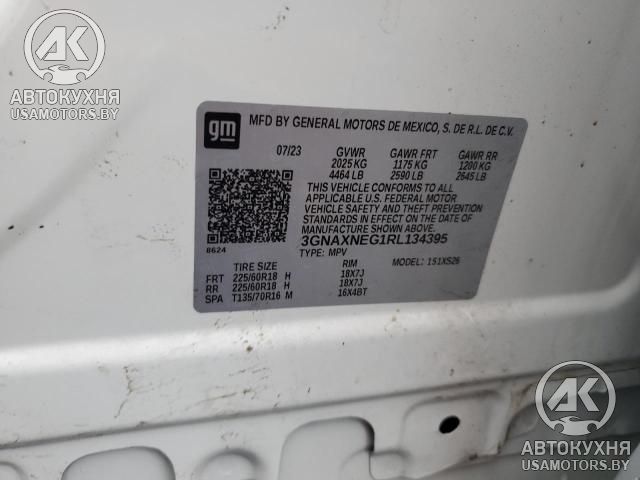 AK
АВТОКУХНЯ
USAMOTORS.BY
gm
MFD BY GENERAL MOTORS DE MEXICO, S. DE R.L. DE C.V.
07/23 GVWR GAWR FRT GAWR RR
2025 KG 1175 KG 1200 KG
4464 LB 2590 LB 2645 LB
THIS VEHICLE CONFORMS TO ALL
APPLICABLE U.S. FEDERAL MOTOR
VEHICLE SAFETY AND THEFT PREVENTION
STANDARDS IN EFFECT ON THE DATE OF
MANUFACTURE SHOWN ABOVE.
3GNAXNEG1RL134395
8624
TYPE: MPV MODEL: 1S1XS26
TIRE SIZE RIM
FRT 225/60R18 H 18X7J
RR 225/60R18 H 18X7J
SPA T135/70R16 M 16X4BT
AK
АВТОКУХНЯ
USAMOTORS.BY